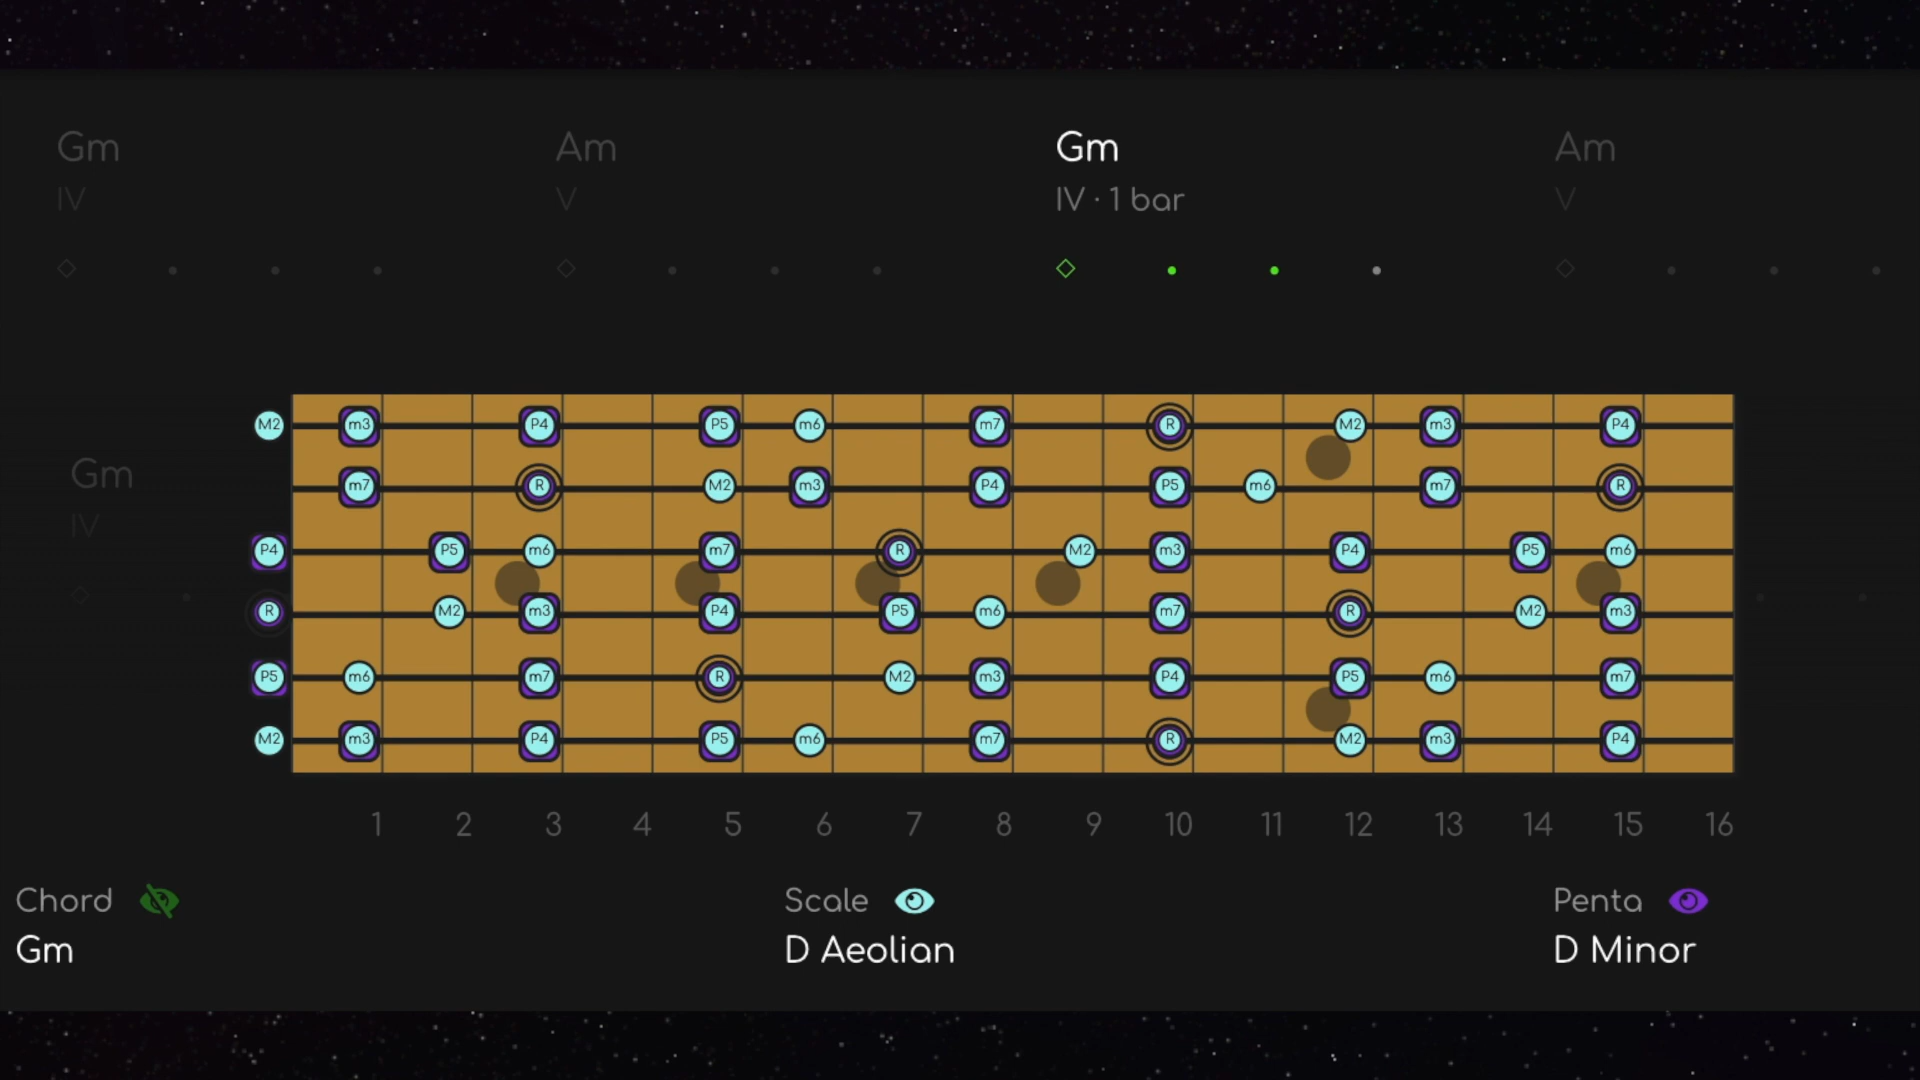 Gm Am Gm Am
IV V IV · 1 bar V
Gm
IV
M2 m3 P4 P5 m6 m7 R M2 m3 P4
m7 R M2 m3 P4 P5 m6 m7 R
P4 P5 m6 m7 R M2 m3 P4 P5 m6
R M2 m3 P4 P5 m6 m7 R M2 m3
P5 m6 m7 R M2 m3 P4 P5 m6 m7
M2 m3 P4 P5 m6 m7 R M2 m3 P4
1 2 3 4 5 6 7 8 9 10 11 12 13 14 15 16
Chord Scale Penta
Gm D Aeolian D Minor